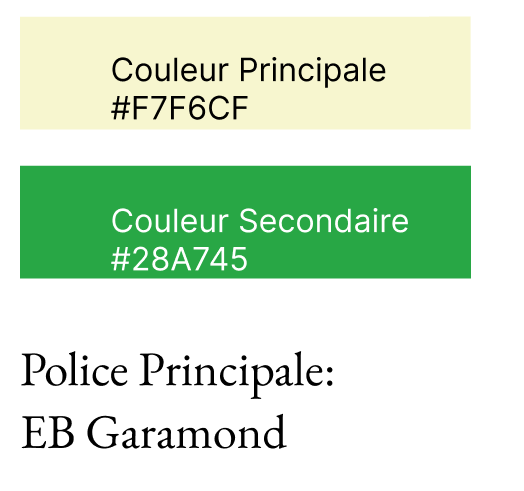 Couleur Principale
#F7F6CF
Couleur Secondaire
#28A745
Police Principale:
EB Garamond